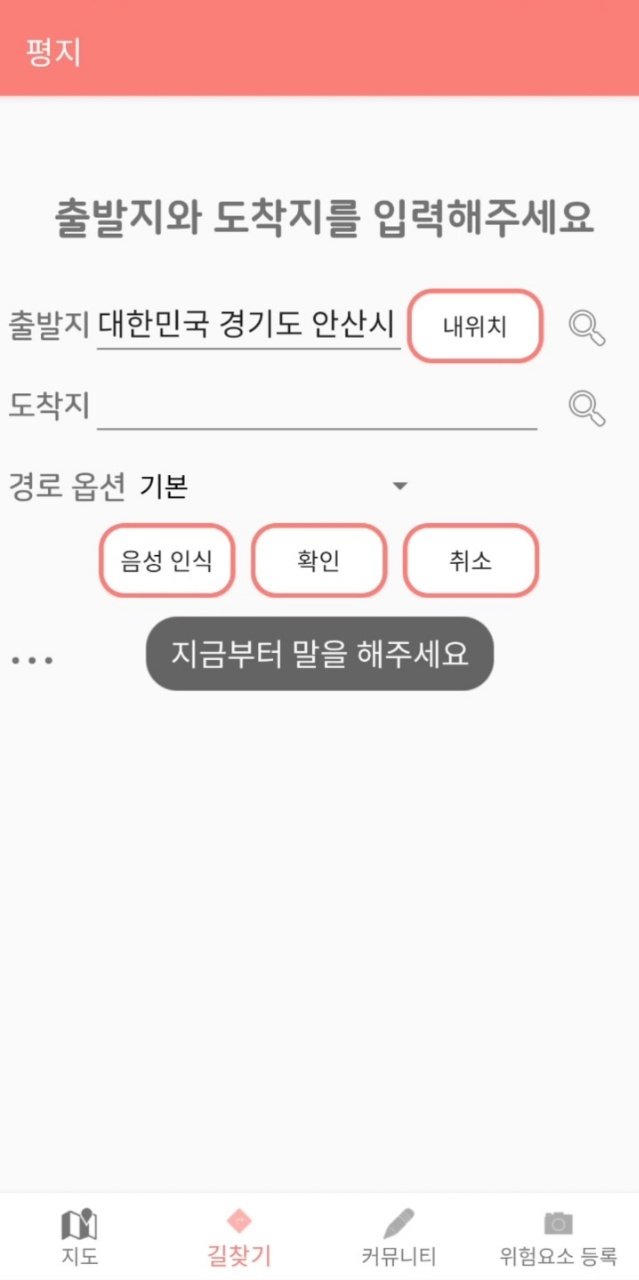 평지
출발지와 도착지를 입력해주세요
출발지 대한민국 경기도 안산시 내위치
도착지
경로 옵션 기본
음성 인식 확인 취소
... 지금부터 말을 해주세요
지도 길찾기 커뮤니티 위험요소 등록